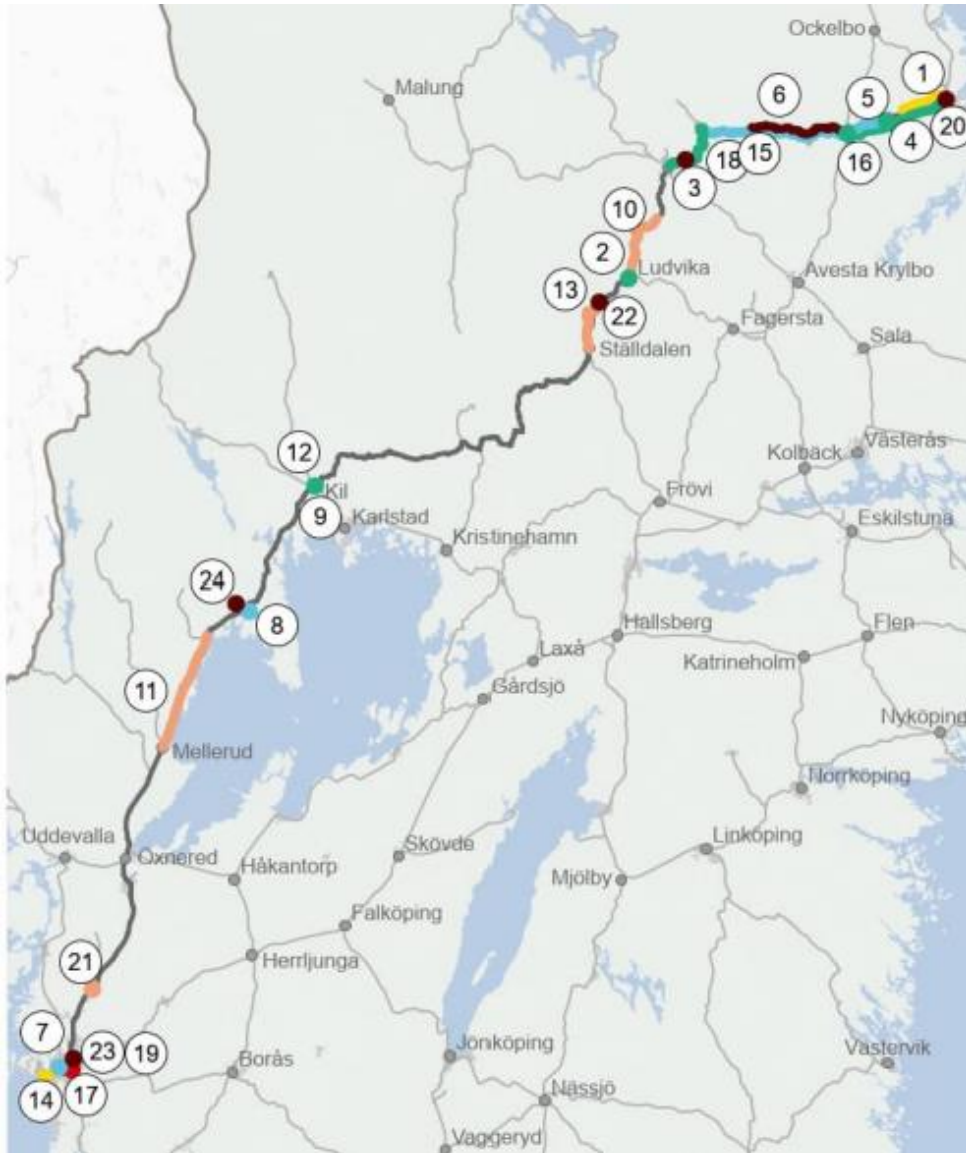 Ockelbo
1
Malung
6
5
20
4
18
15
16
3
10
2
Ludvika
Avesta Krylbo
13
22
Fagersta
Sala
Ställdalen
12
Västerås
Kolbäck
Kil
Frövi
9
Karlstad
Eskilstuna
Kristinehamn
24
8
Hallsberg
Flen
Laxå
Katrineholm
11
Gårdsjö
Nyköping
Mellerud
Norrköping
Uddevalla
Linköping
Skövde
Öxnered
Håkantorp
Mjölby
Falköping
21
Herrljunga
7
23
19
Jönköping
Borås
Västervik
14
17
Nässjö
Vaggeryd